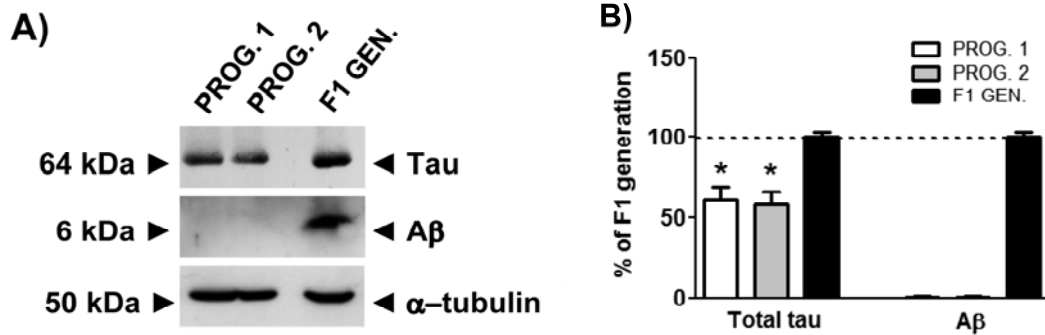 A)
PROG. 1
PROG. 2
F1 GEN.
64 kDa ► ◄ Tau
6 kDa ► ◄ Aβ
50 kDa ► ◄ α–tubulin
B)
% of F1 generation
150
100
50
0
PROG. 1
PROG. 2
F1 GEN.
* *
Total tau Aβ